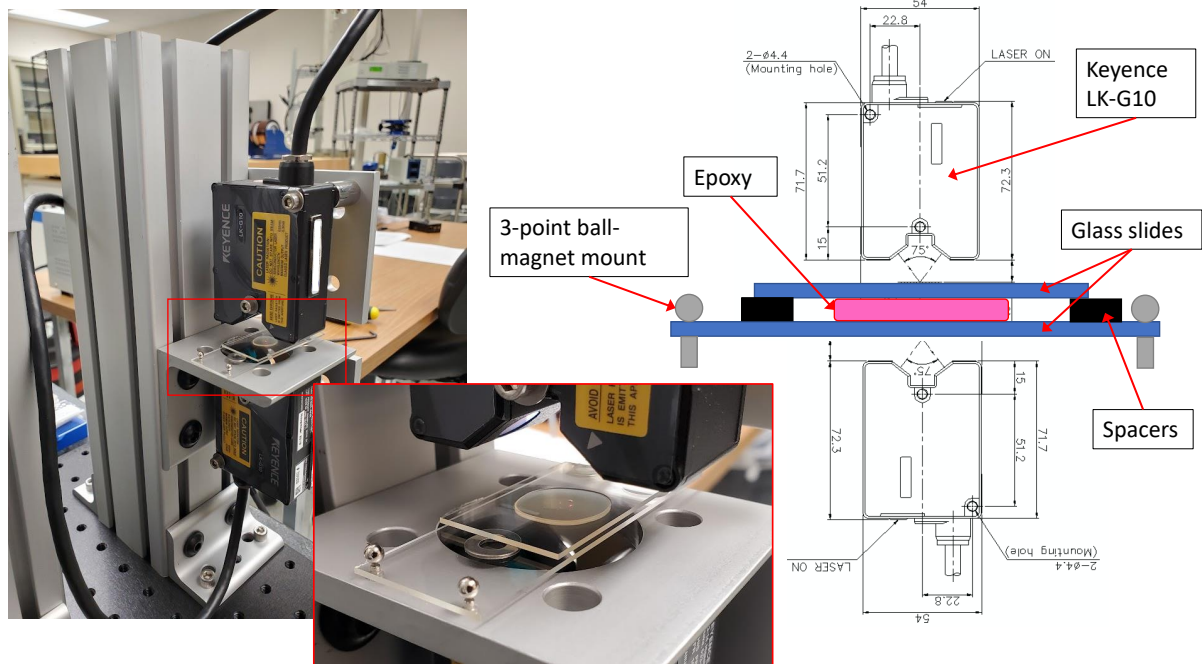 54
22.8
2-ø4.4
(Mounting hole)
LASER ON
Keyence
LK-G10
71.7
51.2
72.3
15
75°
Epoxy
3-point ball-
magnet mount
Glass slides
KEYENCE
LK-G10
CAUTION
CAUTION
KEYENCE
AVOID
LASER
IS EMIT
THIS AP
75°
15
72.3
51.2
71.7
Spacers
LASER ON
(Mounting hole)
2-ø4.4
22.8
54